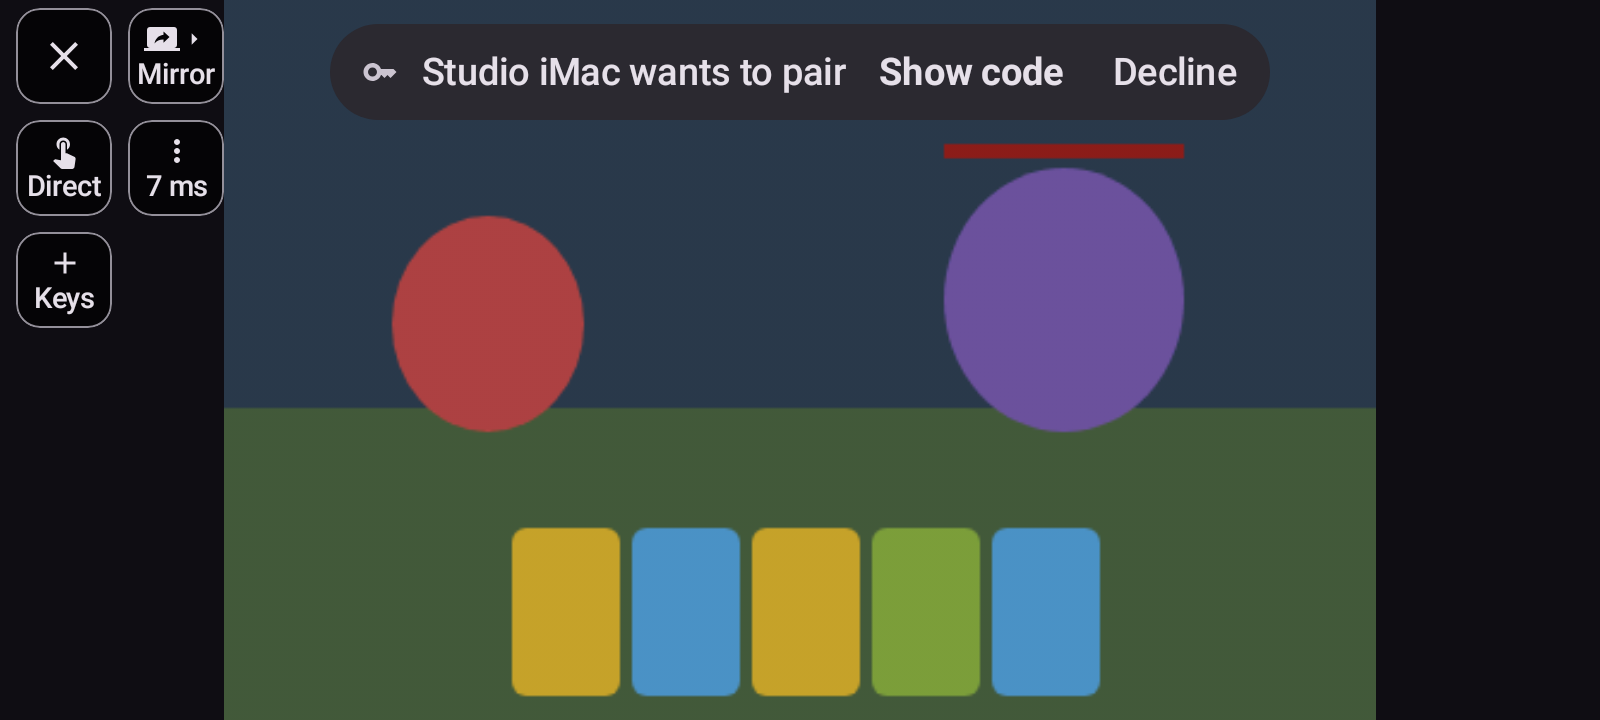 Studio iMac wants to pair Show code Decline
Mirror
Direct
7 ms
Keys